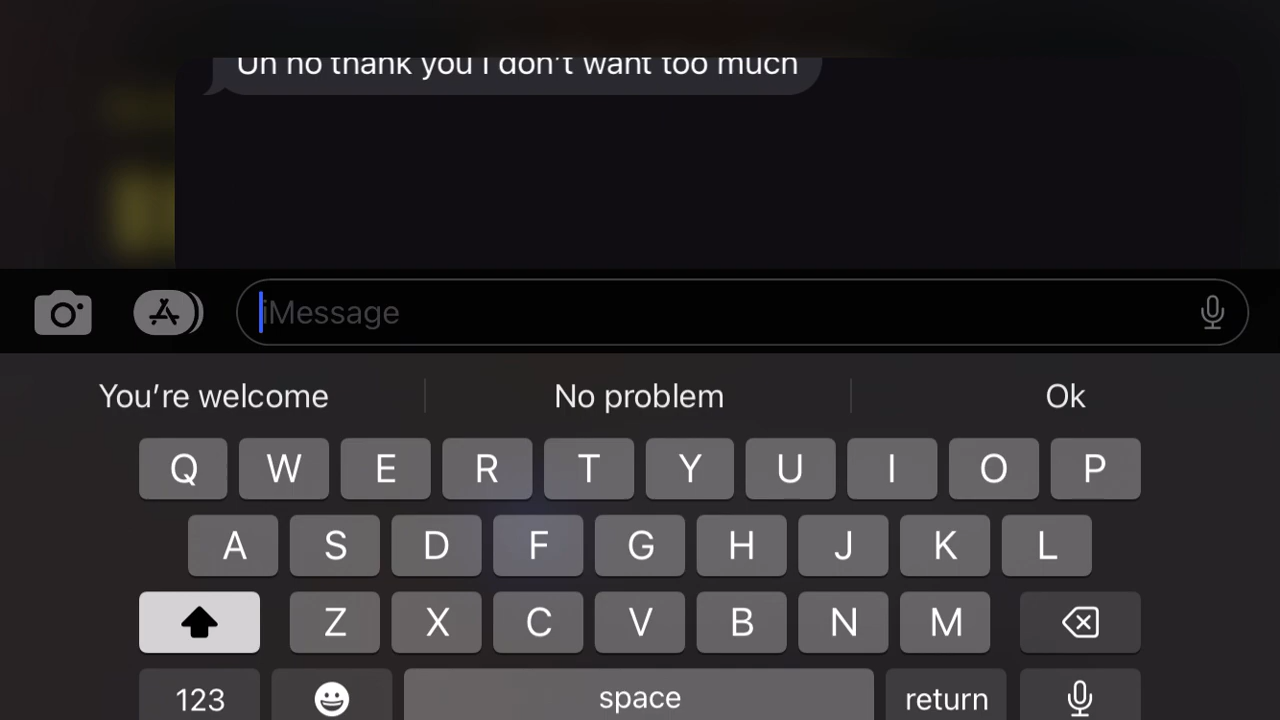 Uh no thank you I don't want too much
iMessage
You're welcome No problem Ok
Q W E R T Y U I O P
A S D F G H J K L
Z X C V B N M
123 space return